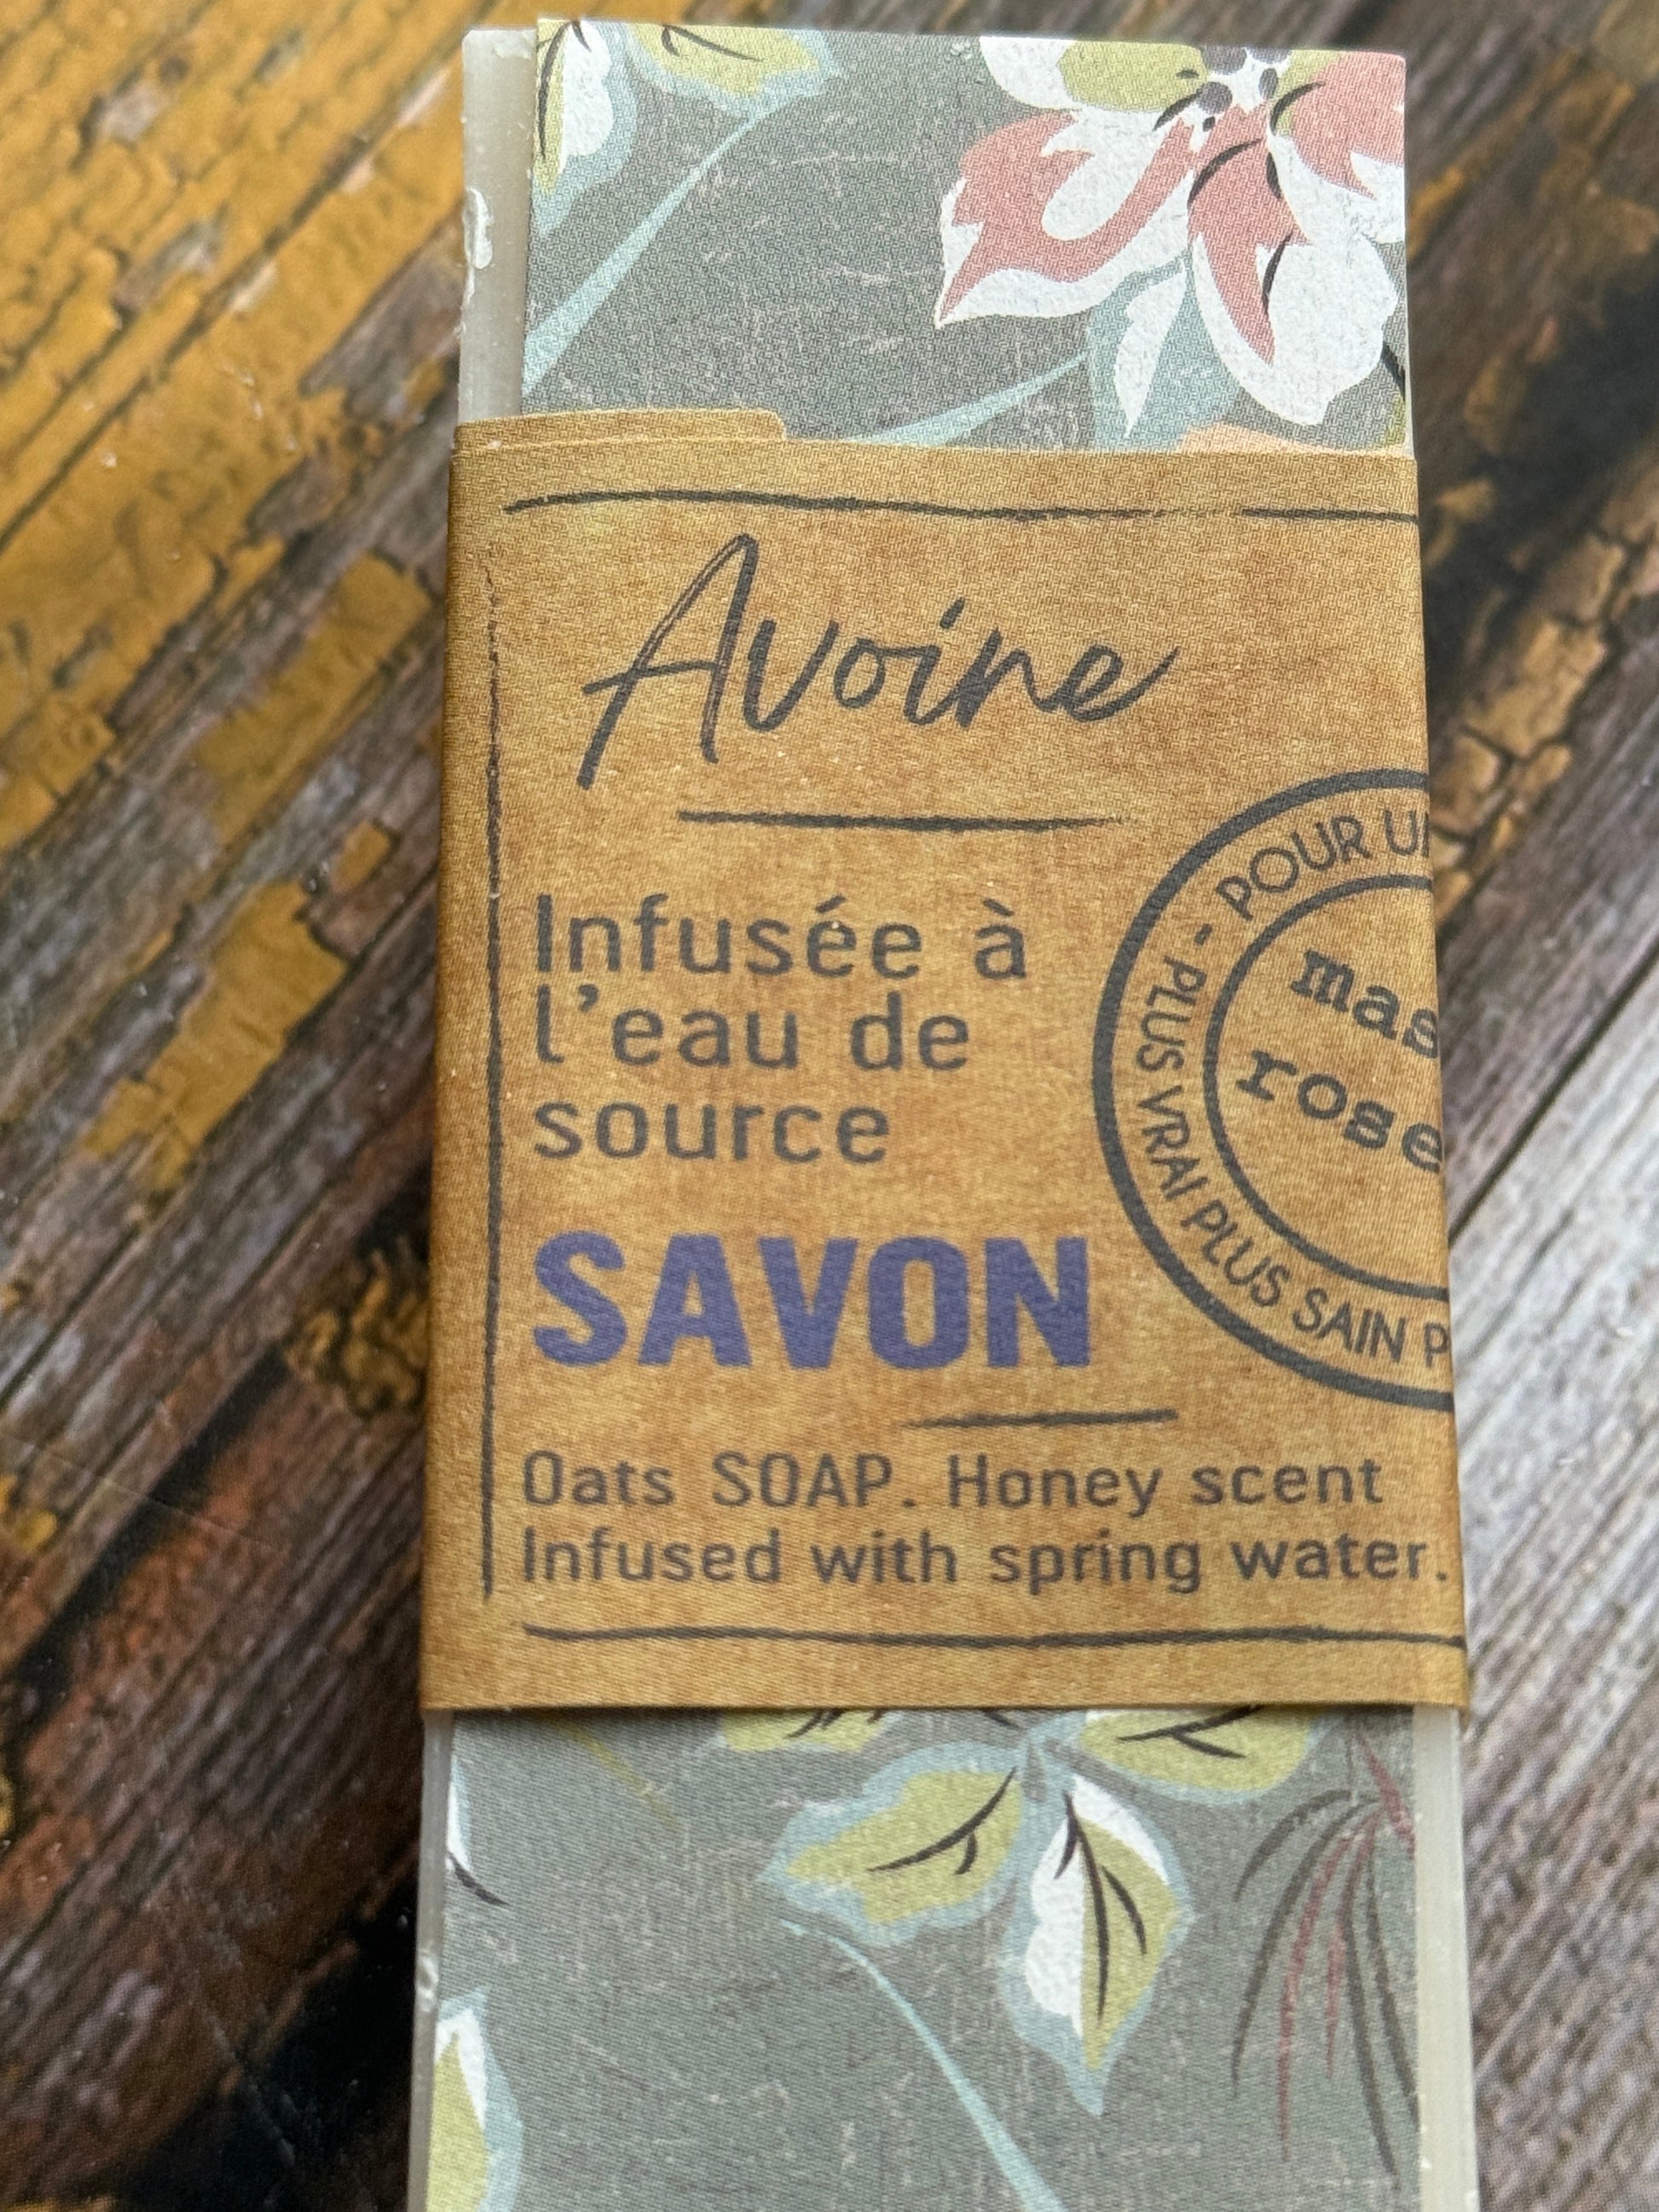 Avoine
Infusée à
l'eau de
source
SAVON
Oats SOAP. Honey scent
Infused with spring water.
- POUR
PLUS VRAI PLUS SAIN
mas
rose